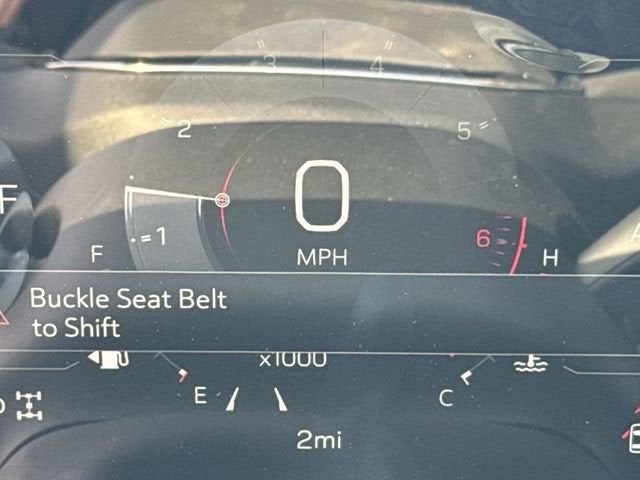 3 4
2 5
F
0
1 6
F MPH H
Buckle Seat Belt
to Shift
x1000
E C
2mi